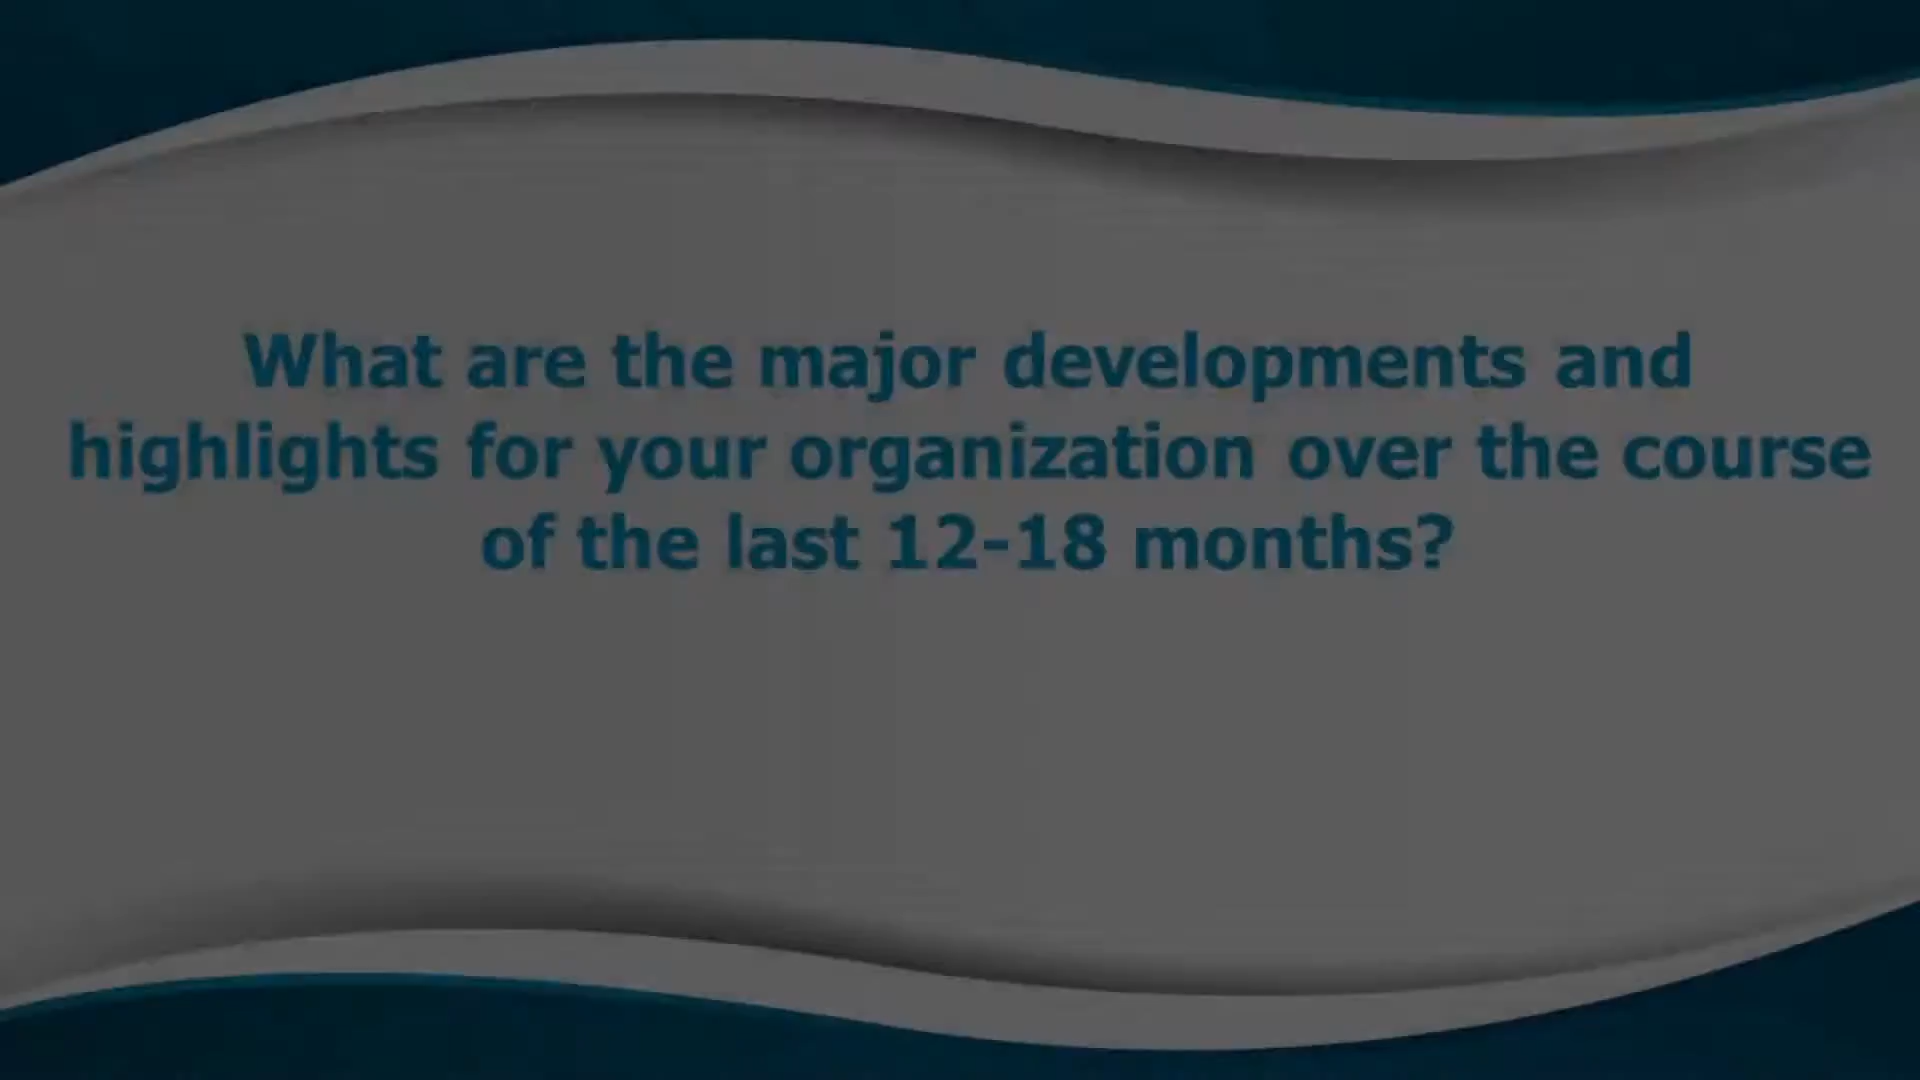 What are the major developments and
highlights for your organization over the course
of the last 12-18 months?